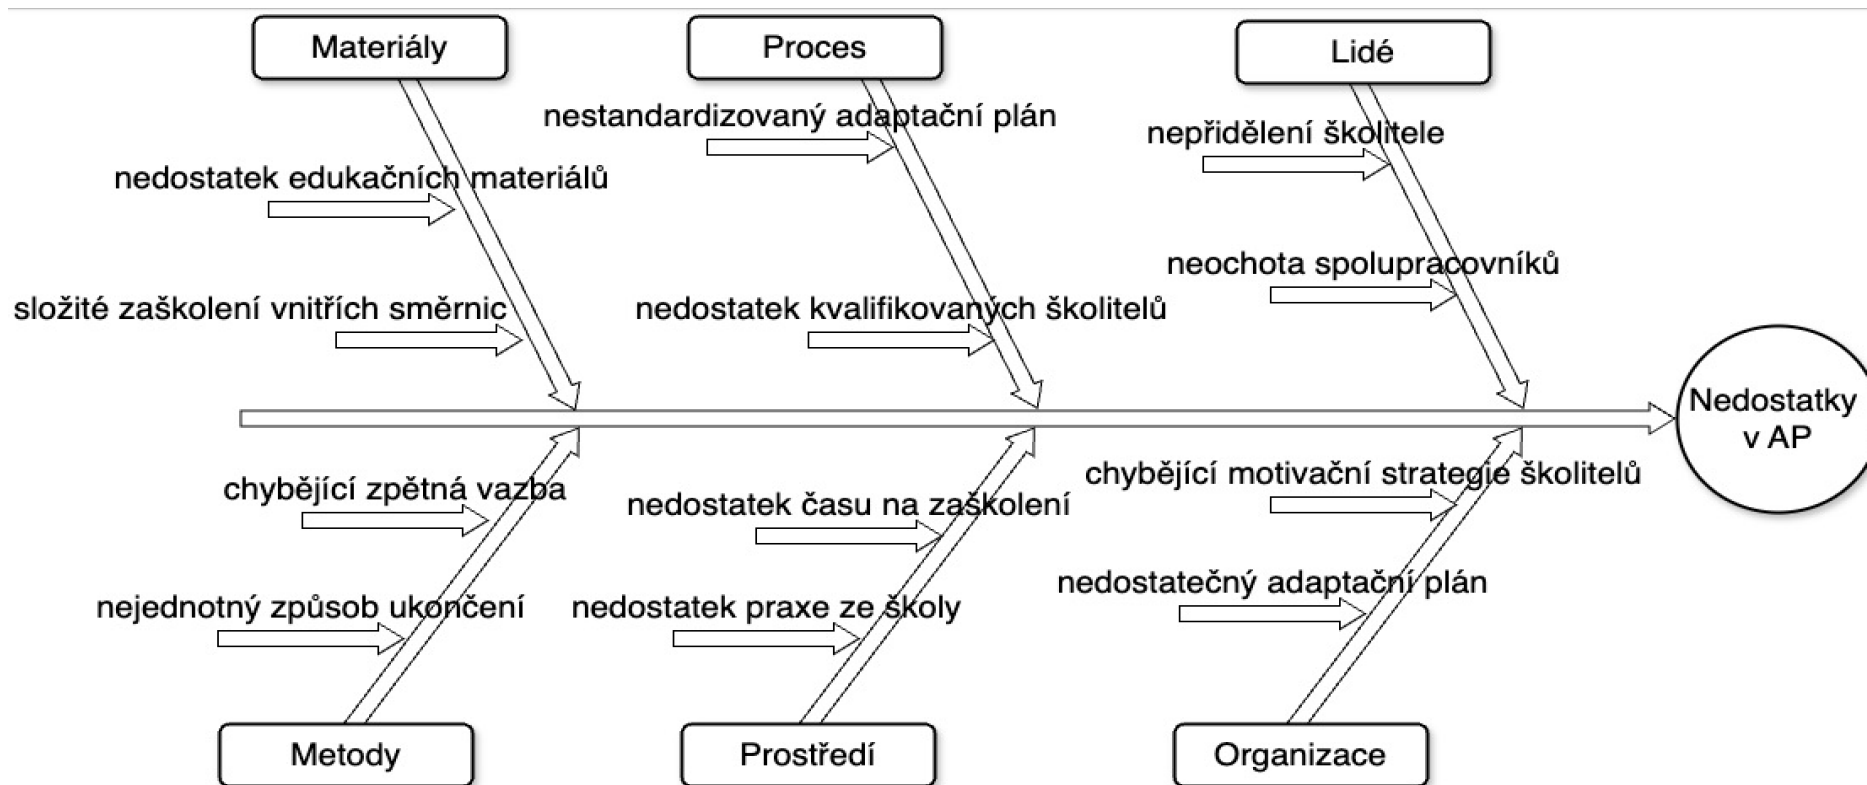 Materiály
Proces
Lidé
nestandardizovaný adaptační plán
nepřidělení školitele
nedostatek edukačních materiálů
neochota spolupracovníků
složité zaškolení vnitřích směrnic
nedostatek kvalifikovaných školitelů
Nedostatky
v AP
chybějící zpětná vazba
nedostatek času na zaškolení
chybějící motivační strategie školitelů
nejednotný způsob ukončení
nedostatek praxe ze školy
nedostatečný adaptační plán
Metody
Prostředí
Organizace